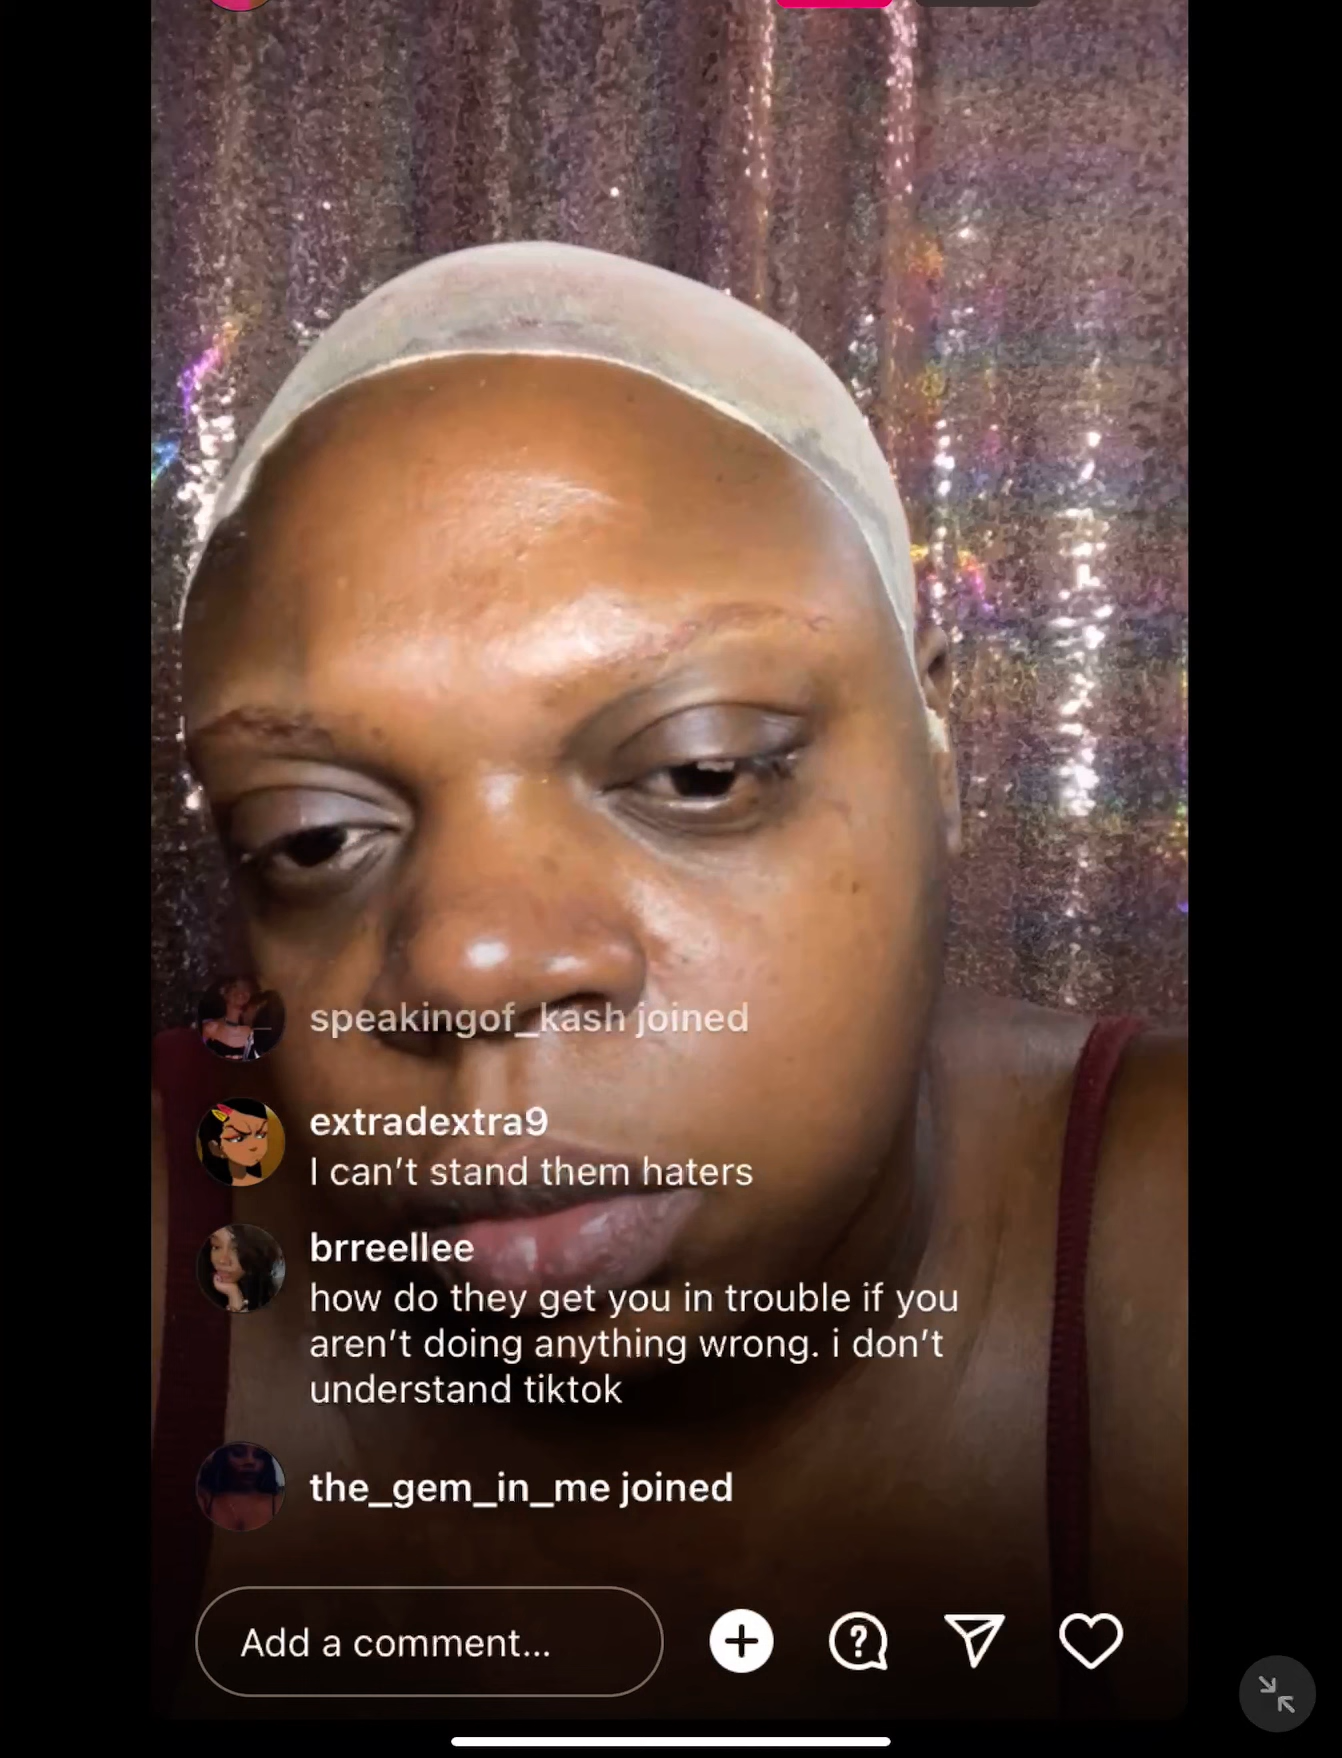 speakingof_kash joined
extradextra9
I can't stand them haters
brreellee
how do they get you in trouble if you
aren't doing anything wrong. i don't
understand tiktok
the_gem_in_me joined
Add a comment...